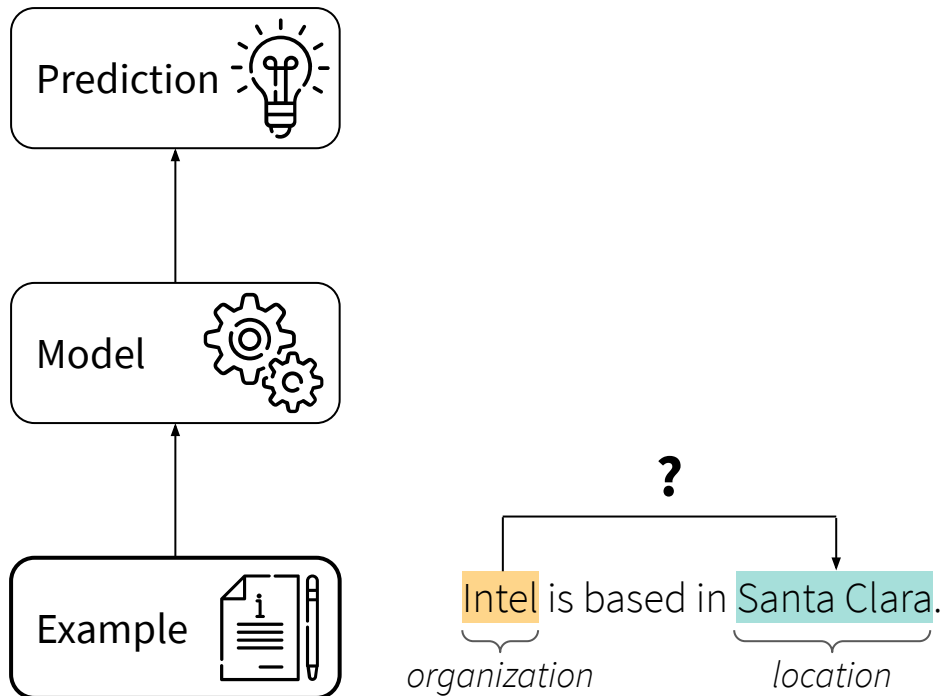 Prediction
Model
Example
i
?
Intel is based in Santa Clara.
organization
location